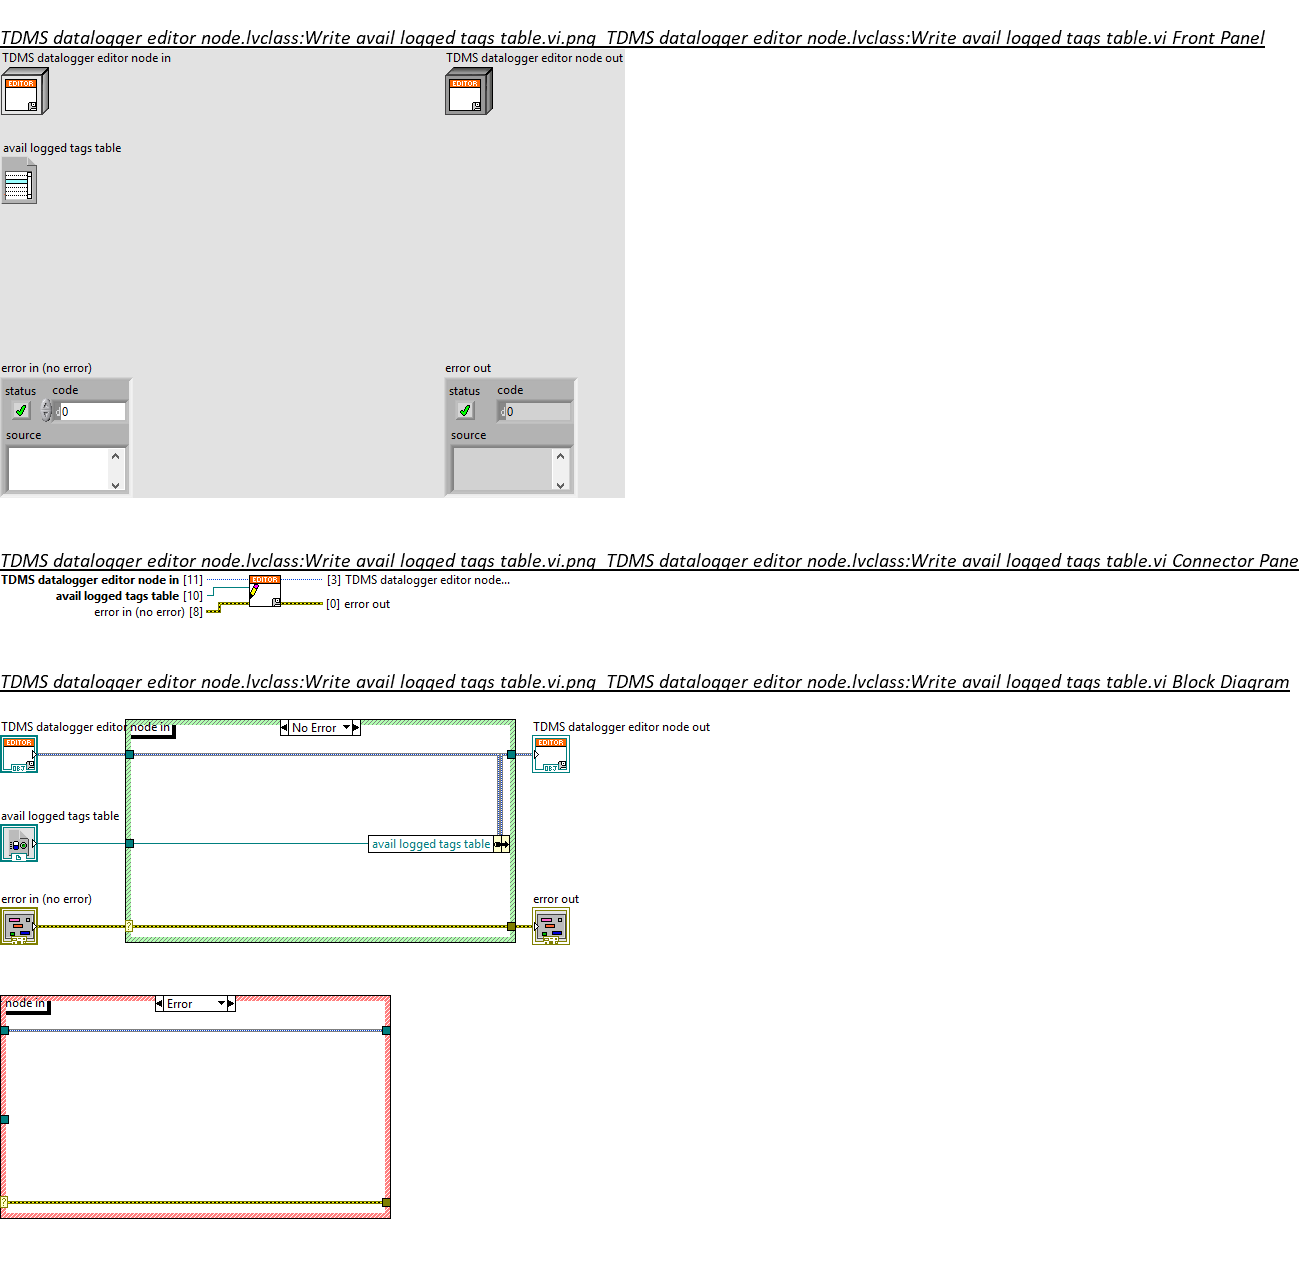 TDMS datalogger editor node.lvclass:Write avail logged tags table.vi.png  TDMS datalogger editor node.lvclass:Write avail logged tags table.vi Front Panel
TDMS datalogger editor node in
TDMS datalogger editor node out
EDITOR
EDITOR
avail logged tags table
error in (no error)
error out
status
code
status
code
d
0
d
0
source
source
TDMS datalogger editor node.lvclass:Write avail logged tags table.vi.png  TDMS datalogger editor node.lvclass:Write avail logged tags table.vi Connector Pane
TDMS datalogger editor node in [11]
EDITOR
[3] TDMS datalogger editor node...
avail logged tags table [10]
[0] error out
error in (no error) [8]
TDMS datalogger editor node.lvclass:Write avail logged tags table.vi.png  TDMS datalogger editor node.lvclass:Write avail logged tags table.vi Block Diagram
TDMS datalogger editor node in
No Error
TDMS datalogger editor node out
EDITOR
OBJ
EDITOR
OBJ
avail logged tags table
avail logged tags table
error in (no error)
error out
?
node in
Error
?